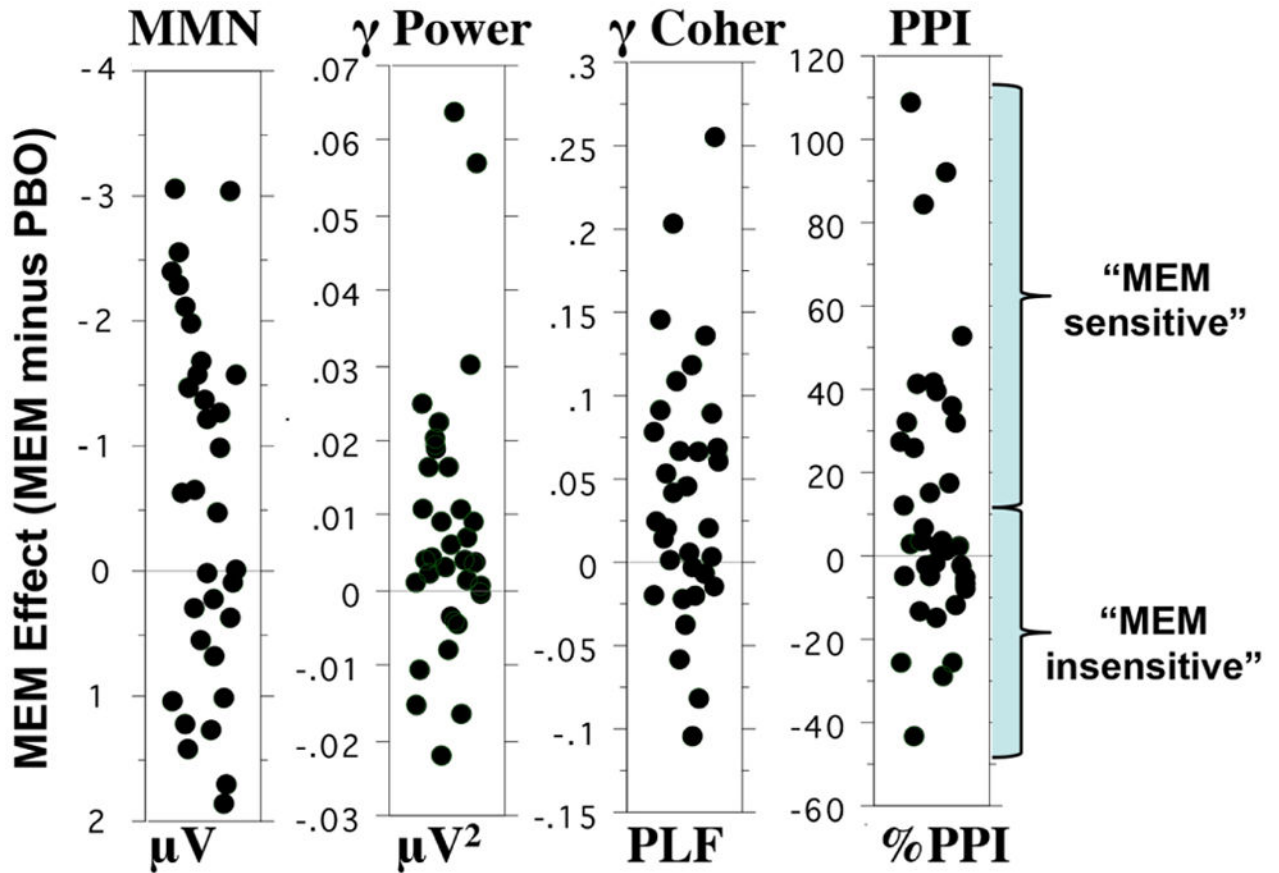 MMN
γ Power
γ Coher
PPI
MEM Effect (MEM minus PBO)
-4
-3
-2
-1
0
1
2
.07
.06
.05
.04
.03
.02
.01
0
-.01
-.02
-.03
.3
.25
.2
.15
.1
.05
0
-.05
-.1
-.15
120
100
80
60
40
20
0
-20
-40
-60
“MEM
sensitive”
“MEM
insensitive”
μV
μV²
PLF
%PPI